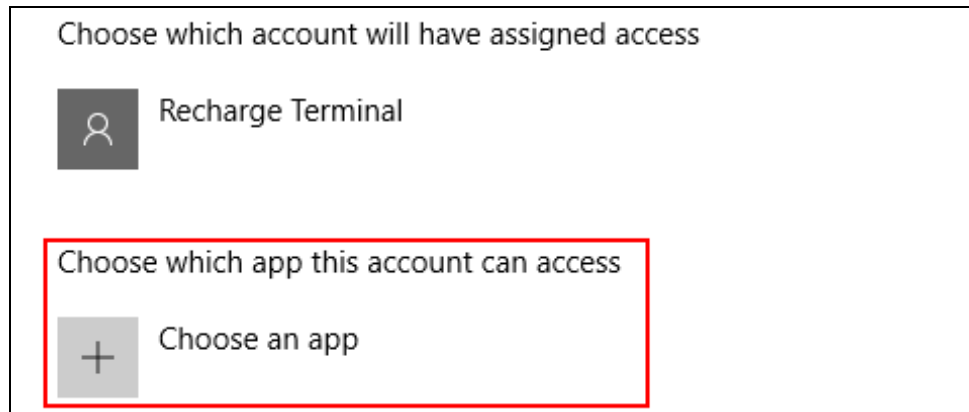 Choose which account will have assigned access
Recharge Terminal
Choose which app this account can access
Choose an app